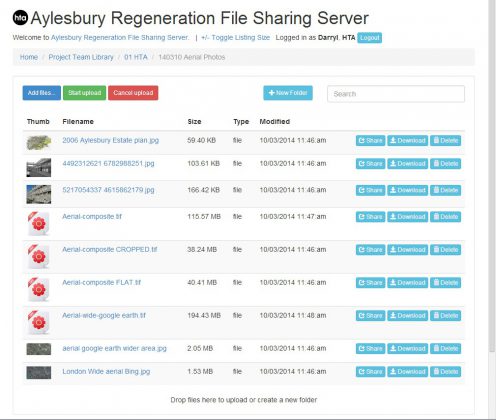 hta Aylesbury Regeneration File Sharing Server
Welcome to Aylesbury Regeneration File Sharing Server. | +/- Toggle Listing Size Logged in as Darryl, HTA Logout
Home / Project Team Library / 01 HTA / 140310 Aerial Photos
Add files... Start upload Cancel upload + New Folder Search
Thumb Filename Size Type Modified
2006 Aylesbury Estate plan.jpg 59.40 KB file 10/03/2014 11:46:am Share Download Delete
4492312621 6782988251.jpg 103.61 KB file 10/03/2014 11:46:am Share Download Delete
5217054337 4615662179.jpg 166.42 KB file 10/03/2014 11:46:am Share Download Delete
Aerial-composite.tif 115.57 MB file 10/03/2014 11:47:am Share Download Delete
Aerial-composite CROPPED.tif 38.24 MB file 10/03/2014 11:46:am Share Download Delete
Aerial-composite FLAT.tif 40.41 MB file 10/03/2014 11:46:am Share Download Delete
Aerial-wide-google earth.tif 194.43 MB file 10/03/2014 11:48:am Share Download Delete
aerial google earth wider area.jpg 2.05 MB file 10/03/2014 11:46:am Share Download Delete
London Wide aerial Bing.jpg 1.53 MB file 10/03/2014 11:46:am Share Download Delete
Drop files here to upload or create a new folder